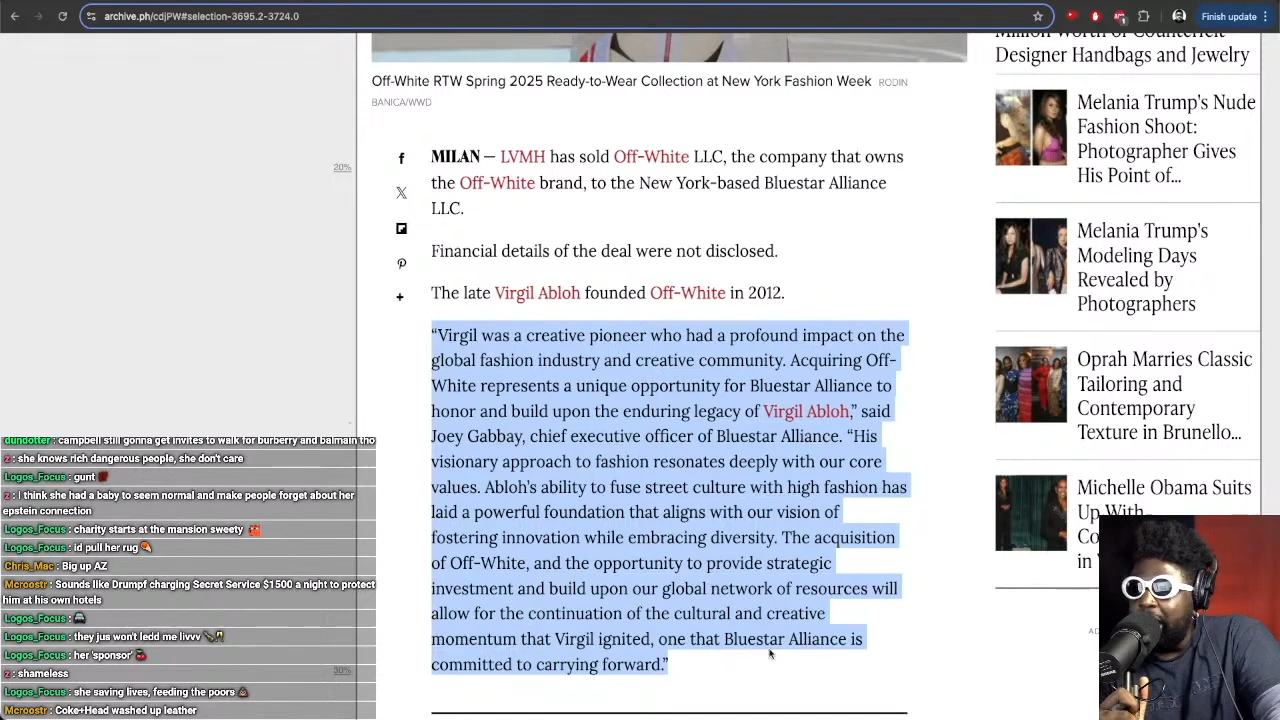 archive.ph/cdjPW#selection-3695.2-3724.0
Finish update
Off-White RTW Spring 2025 Ready-to-Wear Collection at New York Fashion Week RODIN
BANICA/WWD
20%
MILAN — LVMH has sold Off-White LLC, the company that owns
the Off-White brand, to the New York-based Bluestar Alliance
LLC.
Financial details of the deal were not disclosed.
The late Virgil Abloh founded Off-White in 2012.
“Virgil was a creative pioneer who had a profound impact on the
global fashion industry and creative community. Acquiring Off-
White represents a unique opportunity for Bluestar Alliance to
honor and build upon the enduring legacy of Virgil Abloh,” said
Joey Gabbay, chief executive officer of Bluestar Alliance. “His
visionary approach to fashion resonates deeply with our core
values. Abloh’s ability to fuse street culture with high fashion has
laid a powerful foundation that aligns with our vision of
fostering innovation while embracing diversity. The acquisition
of Off-White, and the opportunity to provide strategic
investment and build upon our global network of resources will
allow for the continuation of the cultural and creative
momentum that Virgil ignited, one that Bluestar Alliance is
committed to carrying forward.”
30%
Million Worth of Counterfeit
Designer Handbags and Jewelry
Melania Trump's Nude
Fashion Shoot:
Photographer Gives
His Point of...
Melania Trump's
Modeling Days
Revealed by
Photographers
Oprah Marries Classic
Tailoring and
Contemporary
Texture in Brunello...
Michelle Obama Suits
Up With
Co
in
AD
dundotter: campbell still gonna get invites to walk for burberry and balmain tho
z: she knows rich dangerous people, she don't care
Logos_Focus: gunt
z: I think she had a baby to seem normal and make people forget about her
epstein connection
Logos_Focus: charity starts at the mansion sweety
Logos_Focus: id pull her rug
Chris_Mac: Big up AZ
Mcroostr: Sounds like Drumpf charging Secret Service $1500 a night to protect
him at his own hotels
Logos_Focus:
Logos_Focus: they jus won't ledd me livvv
Logos_Focus: her 'sponsor'
z: shameless
Logos_Focus: she saving lives, feeding the poors
Mcroostr: Coke+Head washed up leather